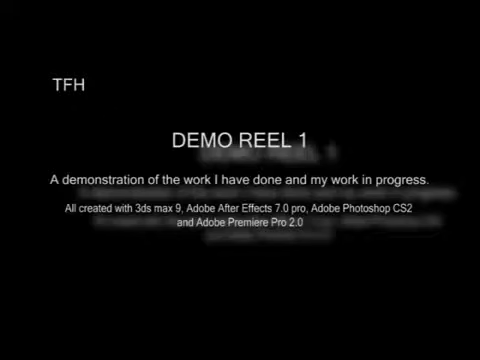 TFH
DEMO REEL 1
A demonstration of the work I have done and my work in progress.
All created with 3ds max 9, Adobe After Effects 7.0 pro, Adobe Photoshop CS2
and Adobe Premiere Pro 2.0